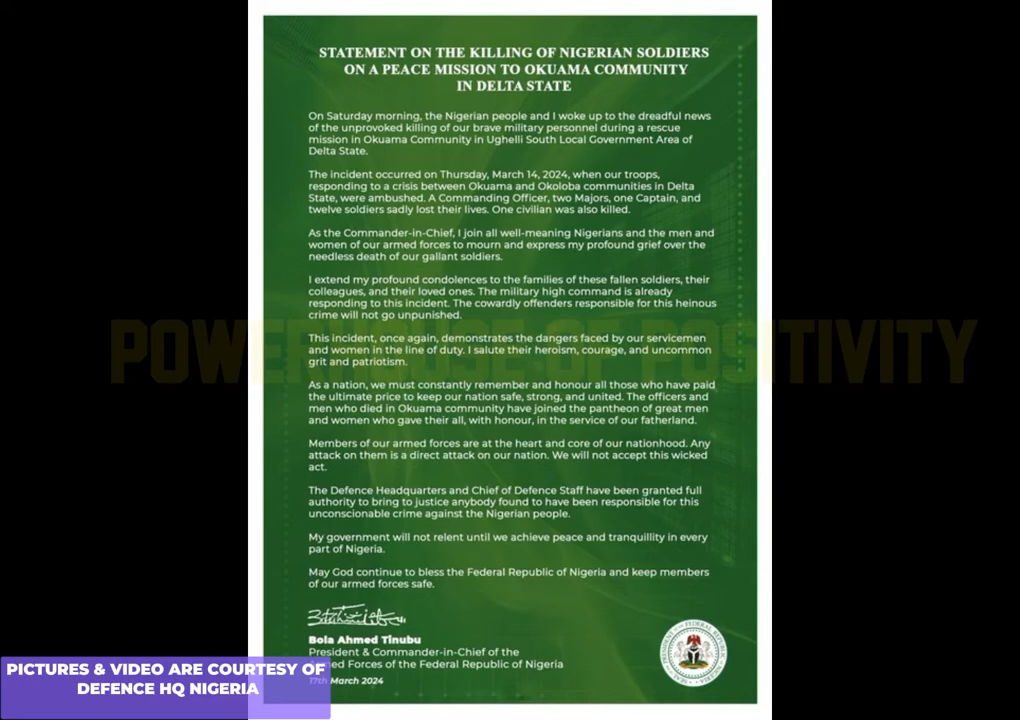 STATEMENT ON THE KILLING OF NIGERIAN SOLDIERS
ON A PEACE MISSION TO OKUAMA COMMUNITY
IN DELTA STATE
On Saturday morning, the Nigerian people and I woke up to the dreadful news
of the unprovoked killing of our brave military personnel during a rescue
mission in Okuama Community in Ughelli South Local Government Area of
Delta State.
The incident occurred on Thursday, March 14, 2024, when our troops,
responding to a crisis between Okuama and Okoloba communities in Delta
State, were ambushed. A Commanding Officer, two Majors, one Captain, and
twelve soldiers sadly lost their lives. One civilian was also killed.
As the Commander-in-Chief, I join all well-meaning Nigerians and the men and
women of our armed forces to mourn and express my profound grief over the
needless death of our gallant soldiers.
I extend my profound condolences to the families of these fallen soldiers, their
colleagues, and their loved ones. The military high command is already
responding to this incident. The cowardly offenders responsible for this heinous
crime will not go unpunished.
This incident, once again, demonstrates the dangers faced by our servicemen
and women in the line of duty. I salute their heroism, courage, and uncommon
grit and patriotism.
As a nation, we must constantly remember and honour all those who have paid
the ultimate price to keep our nation safe, strong, and united. The officers and
men who died in Okuama community have joined the pantheon of great men
and women who gave their all, with honour, in the service of our fatherland.
Members of our armed forces are at the heart and core of our nationhood. Any
attack on them is a direct attack on our nation. We will not accept this wicked
act.
The Defence Headquarters and Chief of Defence Staff have been granted full
authority to bring to justice anybody found to have been responsible for this
unconscionable crime against the Nigerian people.
My government will not relent until we achieve peace and tranquillity in every
part of Nigeria.
May God continue to bless the Federal Republic of Nigeria and keep members
of our armed forces safe.
Bola Ahmed Tinubu
President & Commander-in-Chief of the
Armed Forces of the Federal Republic of Nigeria
17th March 2024
POWERHOUSE OF POSITIVITY
PICTURES & VIDEO ARE COURTESY OF
DEFENCE HQ NIGERIA